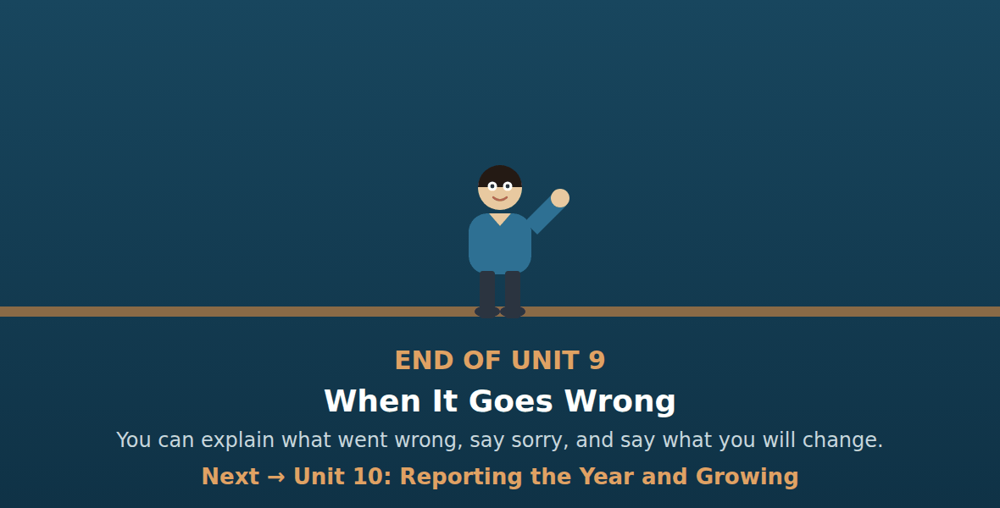 END OF UNIT 9
When It Goes Wrong
You can explain what went wrong, say sorry, and say what you will change.
Next → Unit 10: Reporting the Year and Growing